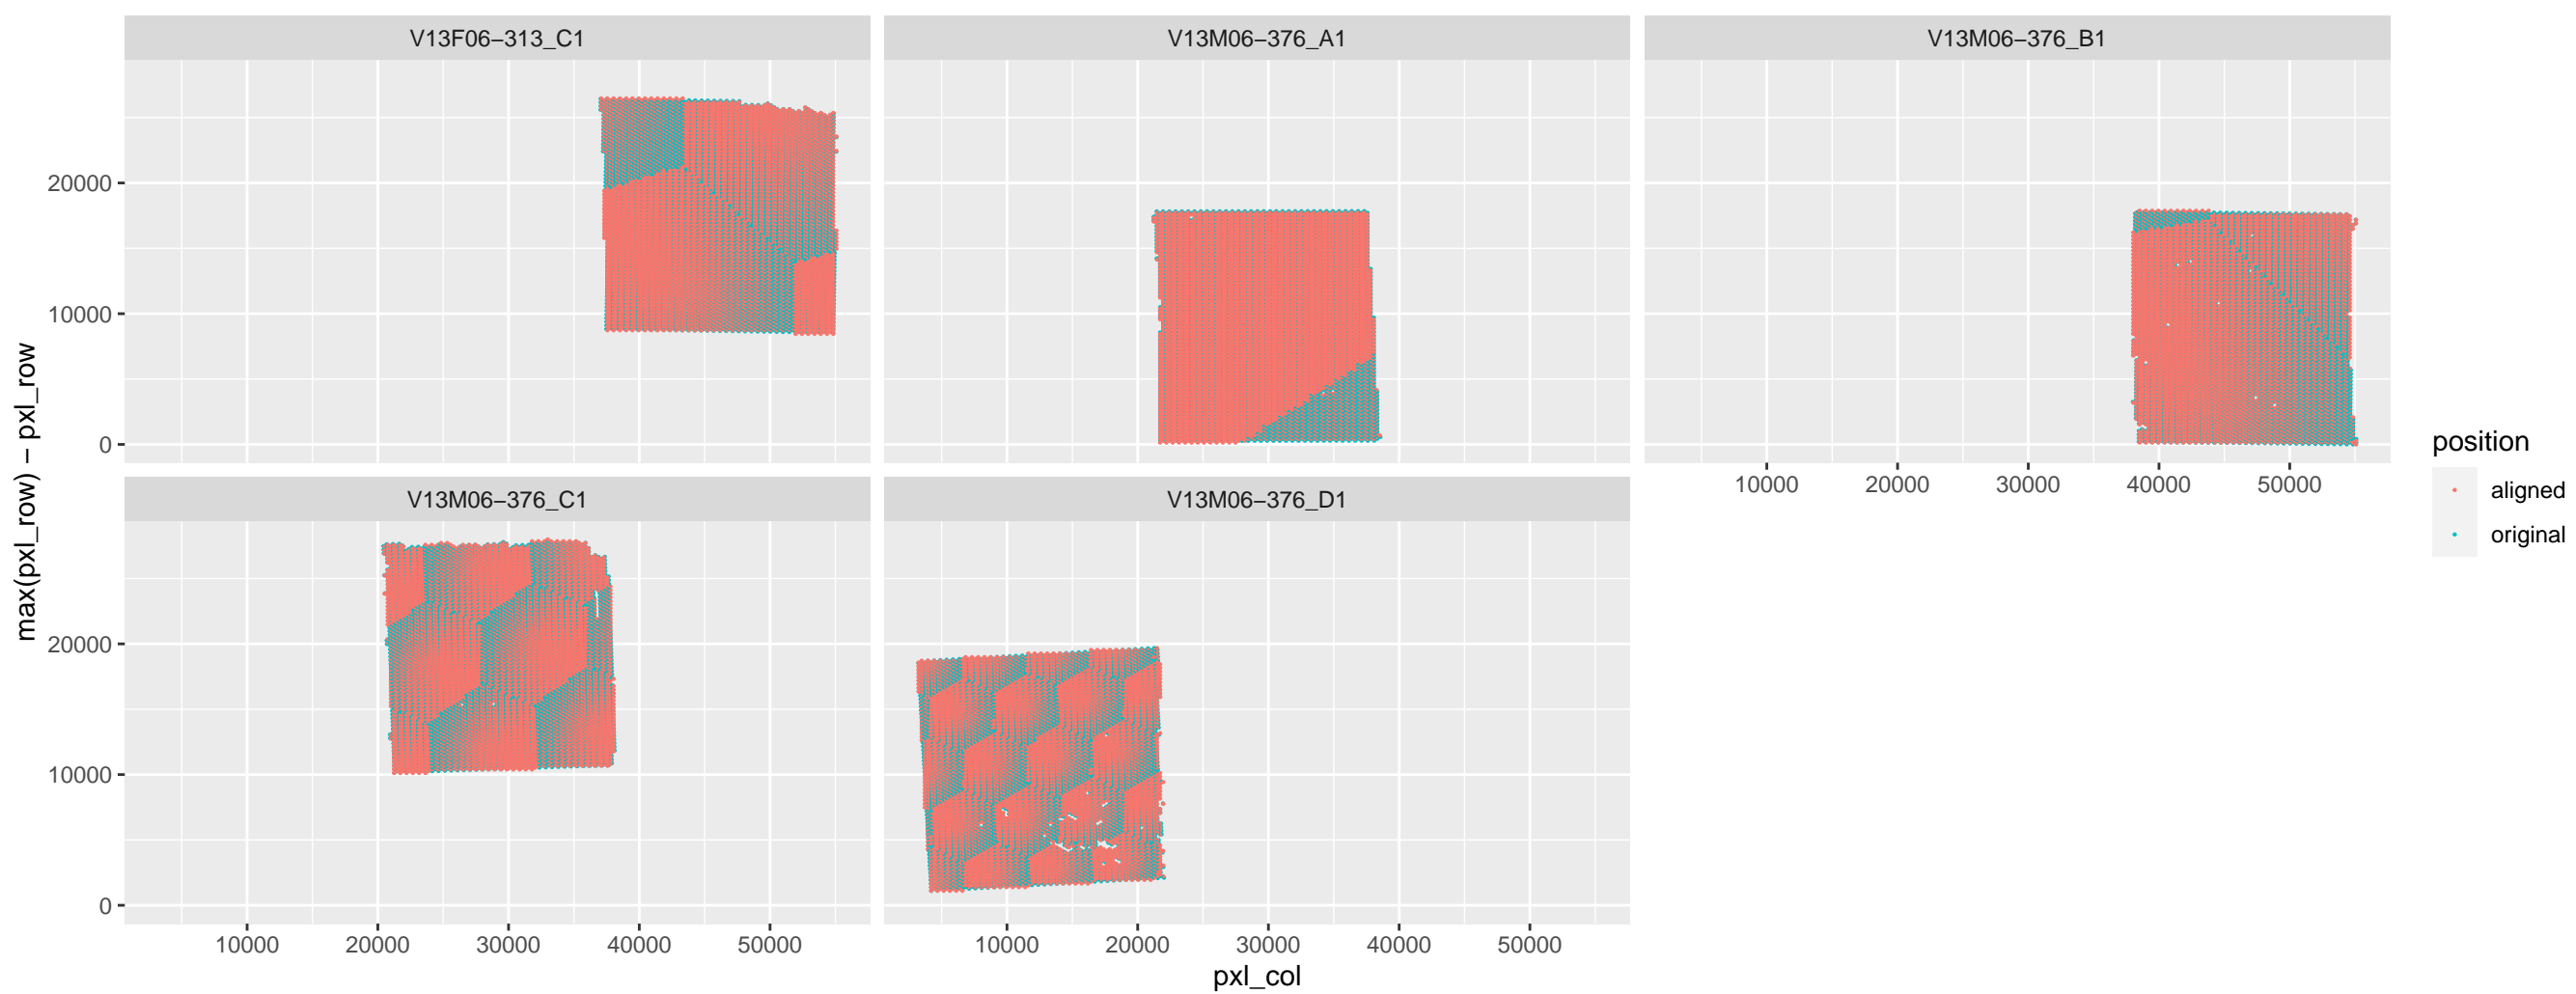 V13F06−313_C1
V13M06−376_A1
V13M06−376_B1
20000
10000
0
10000 20000 30000 40000 50000
V13M06−376_C1
V13M06−376_D1
20000
10000
0
10000 20000 30000 40000 50000
10000 20000 30000 40000 50000
max(pxl_row) − pxl_row
pxl_col
position
aligned
original